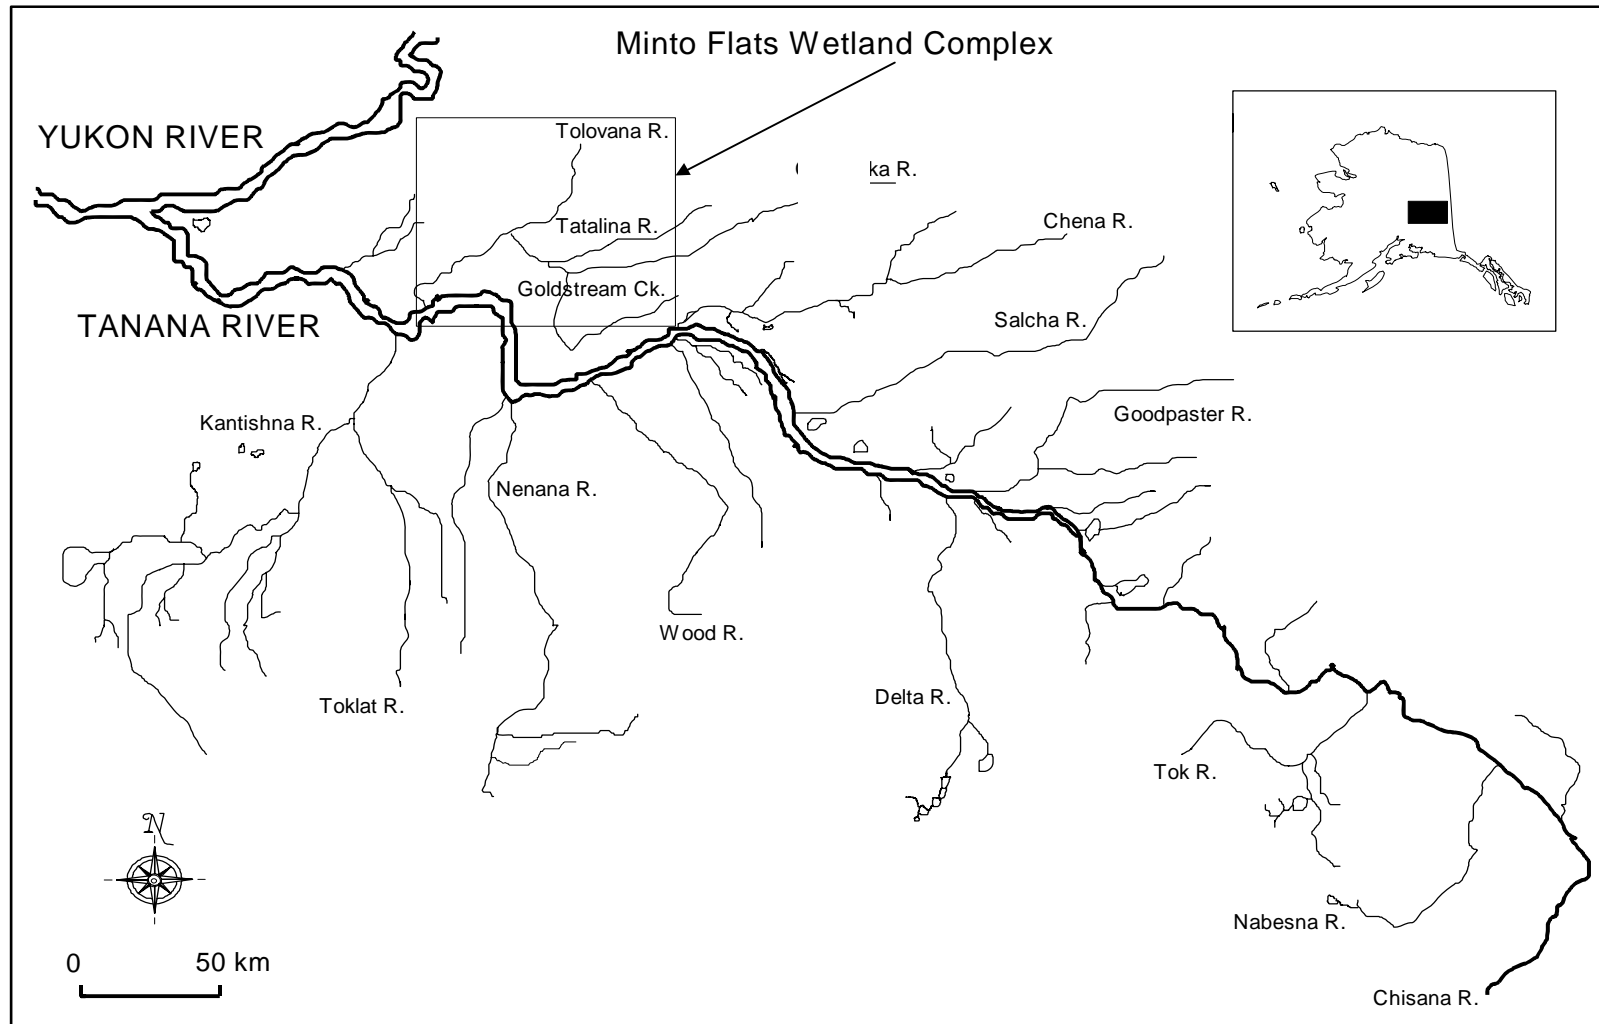 Minto Flats Wetland Complex
YUKON RIVER
Tolovana R.
ka R.
Tatalina R.
Chena R.
Goldstream Ck.
TANANA RIVER
Salcha R.
Kantishna R.
Goodpaster R.
Nenana R.
Wood R.
Toklat R.
Delta R.
Tok R.
N
Nabesna R.
0 50 km
Chisana R.